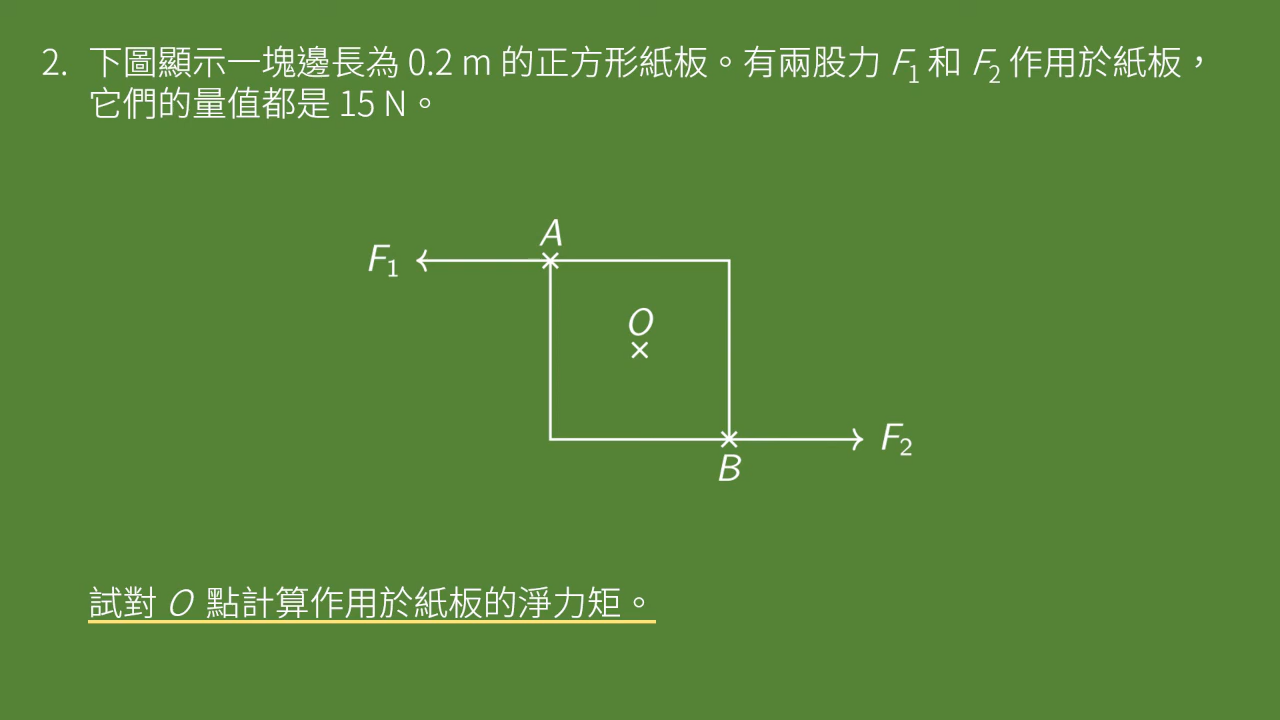 2. 下圖顯示一塊邊長為 0.2 m 的正方形紙板。有兩股力 F₁ 和 F₂ 作用於紙板，
它們的量值都是 15 N。
A
F₁
O
F₂
B
試對 O 點計算作用於紙板的淨力矩。